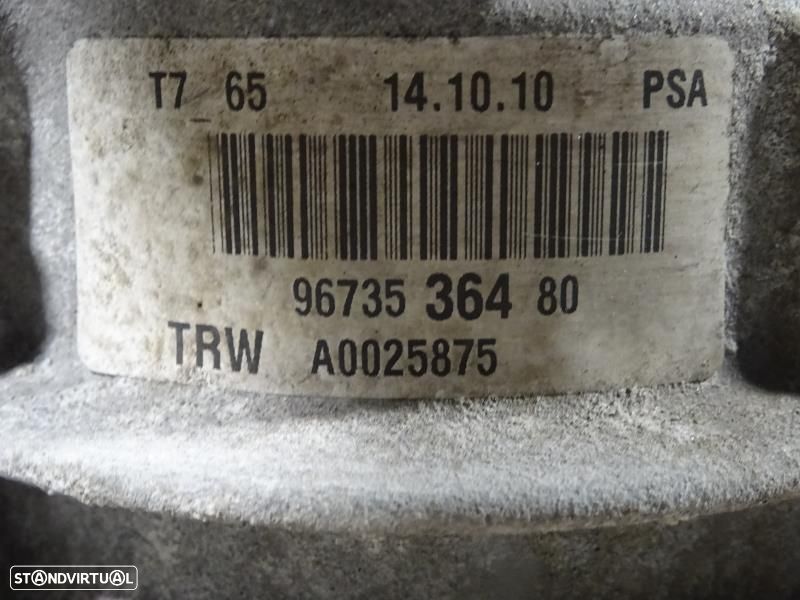 T7_65 14.10.10 PSA
96735 364 80
TRW A0025875
STANDVIRTUAL